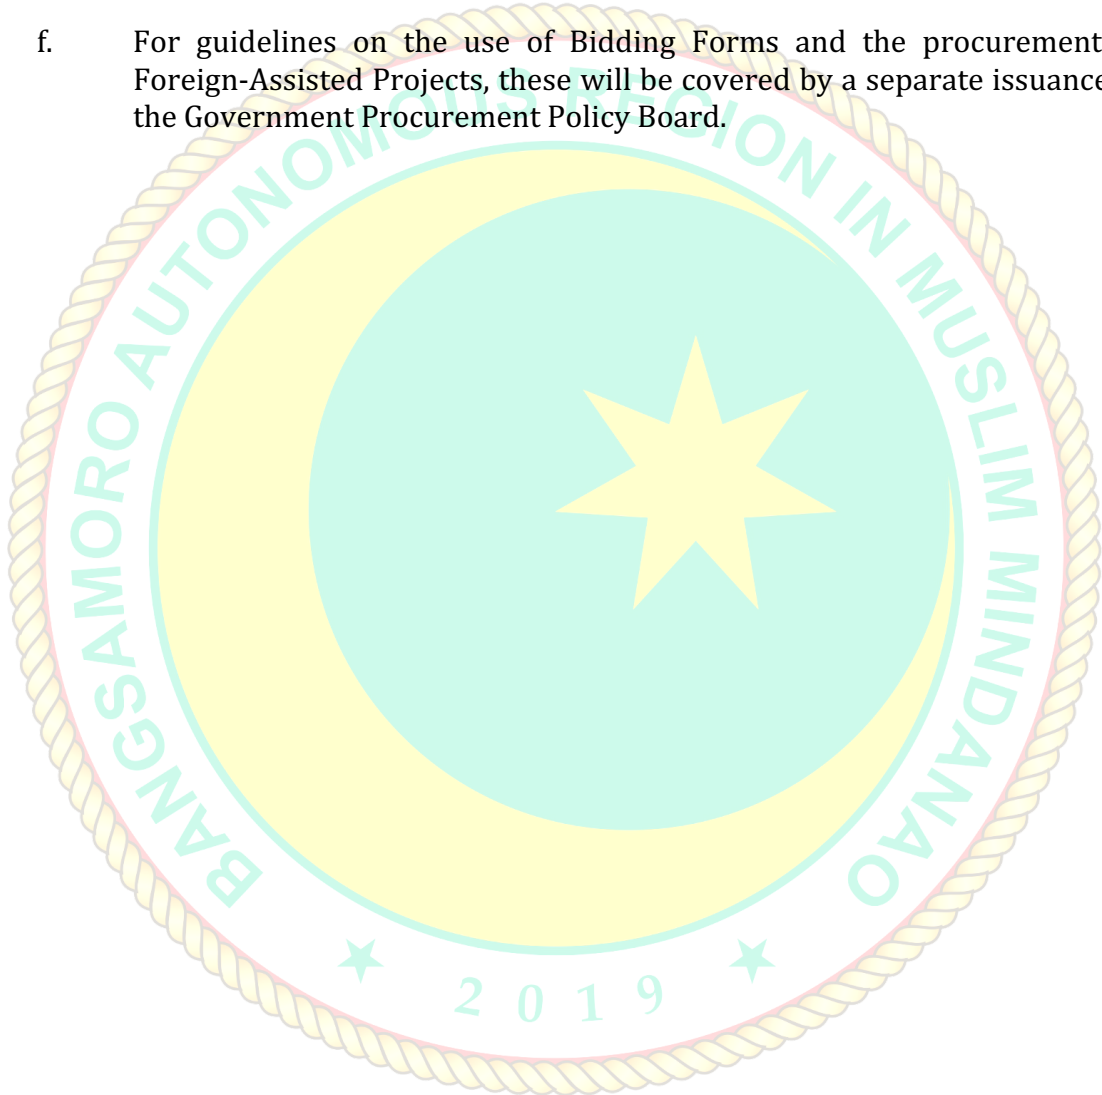 f. For guidelines on the use of Bidding Forms and the procurement
Foreign-Assisted Projects, these will be covered by a separate issuance
the Government Procurement Policy Board.
BANGSAMORO AUTONOMOUS REGION IN MUSLIM MINDANAO
2019